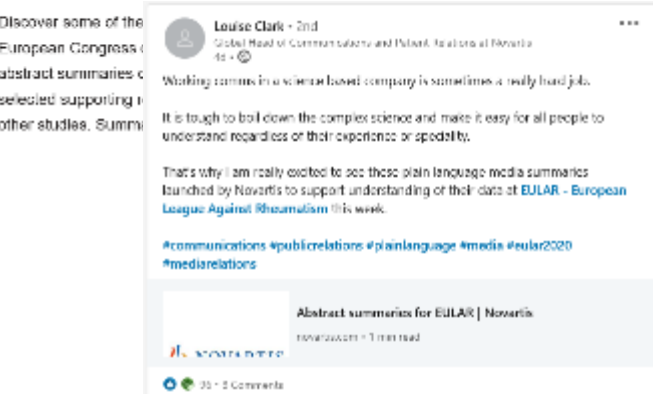 Discover some of the
European Congress
abstract summaries
selected supporting
other studies. Summ
Louise Clark • 2nd
Global Head of Communications and Patient Relations at Novartis
4d •
Working comms in a science based company is sometimes a really hard job.
It is tough to boil down the complex science and make it easy for all people to
understand regardless of their experience or speciality.
That's why I am really excited to see these plain language media summaries
launched by Novartis to support understanding of their data at EULAR - European
League Against Rheumatism this week.
#communications #publicrelations #plainlanguage #media #eular2020
#mediarelations
Abstract summaries for EULAR | Novartis
novartis.com • 1 min read
NOVARTIS
96 • 3 Comments